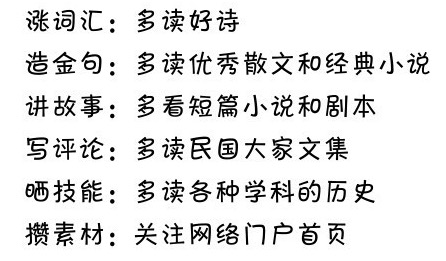 涨词汇：多读好诗
造金句：多读优秀散文和经典小说
讲故事：多看短篇小说和剧本
写评论：多读民国大家文集
晒技能：多读各种学科的历史
攒素材：关注网络门户首页